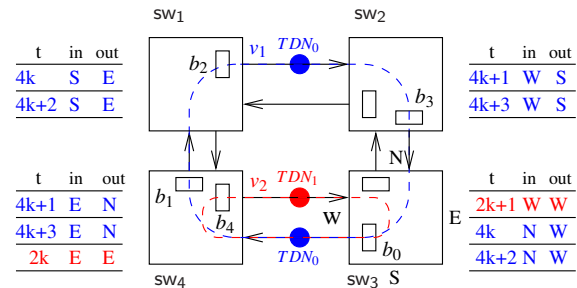 sw₁ sw₂
t in out
4k S E
4k+2 S E
v₁ TDN₀
b₂
b₃
t in out
4k+1 W S
4k+3 W S
N
t in out
4k+1 E N
4k+3 E N
2k E E
b₁
v₂ TDN₁
b₄
W
b₀
E
t in out
2k+1 W W
4k N W
4k+2 N W
TDN₀
sw₄ sw₃ S